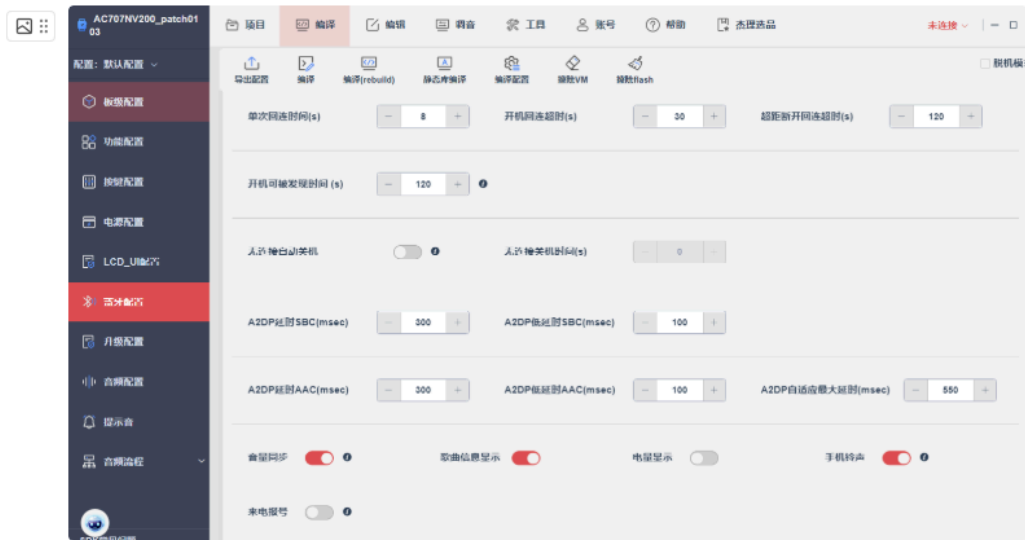 AC707NV200_patch01
03
项目 编译 编辑 调音 工具 账号 帮助 杰理选品 未连接
配置: 默认配置
导出配置 编译 编译(rebuild) 静态库编译 编译配置 擦除VM 擦除flash 脱机模
板级配置
功能配置
按键配置
电源配置
LCD_UI配置
蓝牙配置
升级配置
音频配置
提示音
音频流程
单次回连时间(s) 8 开机回连超时(s) 30 超距断开回连超时(s) 120
开机可被发现时间 (s) 120
无连接自动关机 无连接关机时间(s) 0
A2DP延时SBC(msec) 300 A2DP低延时SBC(msec) 100
A2DP延时AAC(msec) 300 A2DP低延时AAC(msec) 100 A2DP自适应最大延时(msec) 550
音量同步 歌曲信息显示 电量显示 手机铃声
来电报号